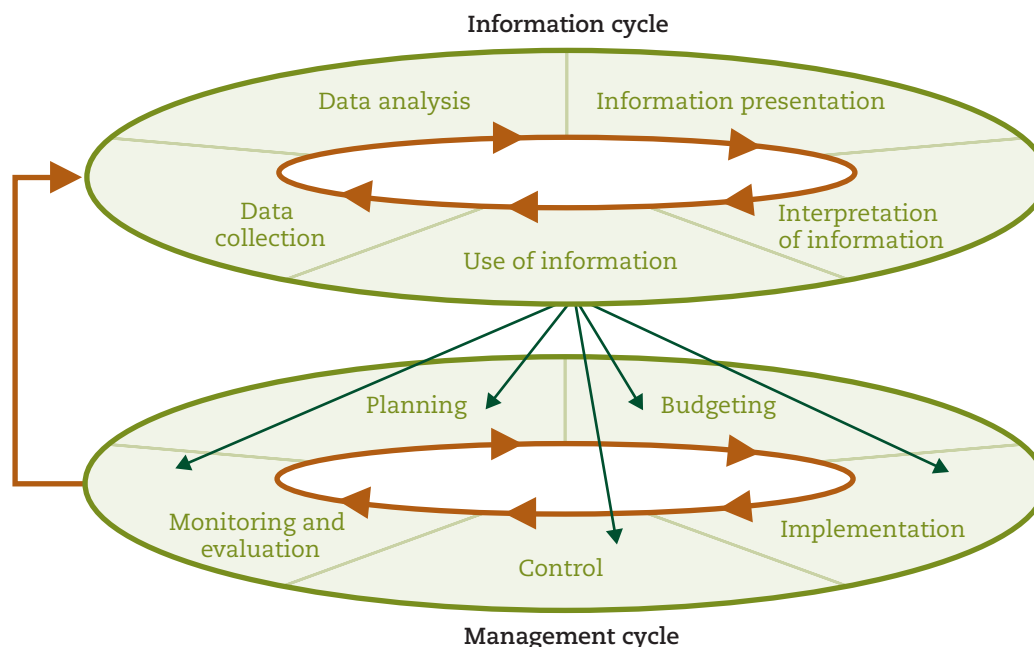 Information cycle
Data analysis
Information presentation
Data
collection
Interpretation
of information
Use of information
Planning
Budgeting
Monitoring and
evaluation
Implementation
Control
Management cycle